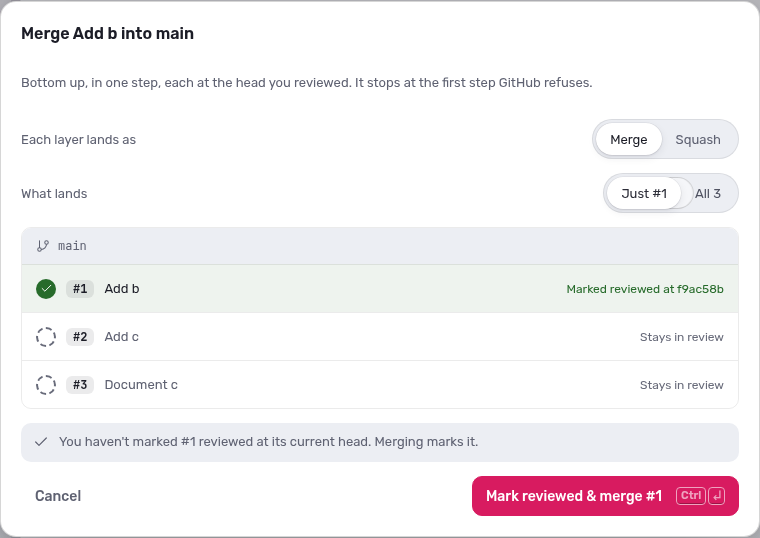 Merge Add b into main
Bottom up, in one step, each at the head you reviewed. It stops at the first step GitHub refuses.
Each layer lands as
Merge Squash
What lands
Just #1 All 3
main
#1 Add b Marked reviewed at f9ac58b
#2 Add c Stays in review
#3 Document c Stays in review
You haven't marked #1 reviewed at its current head. Merging marks it.
Cancel Mark reviewed & merge #1 Ctrl ↵